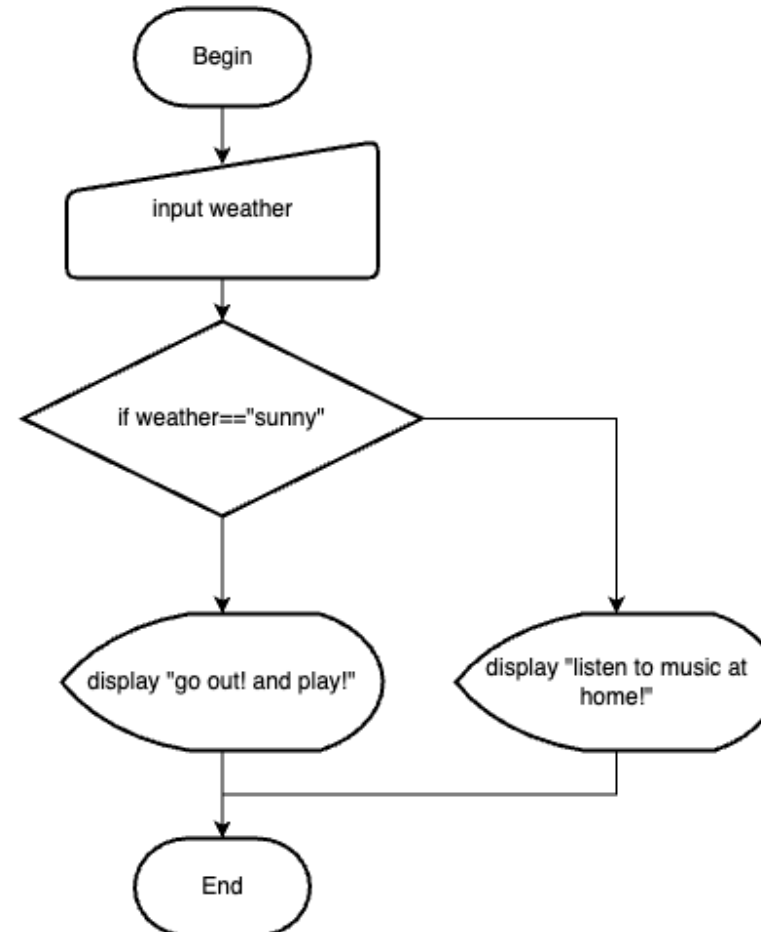 Begin
input weather
if weather=="sunny"
display "go out! and play!"
display "listen to music at
home!"
End